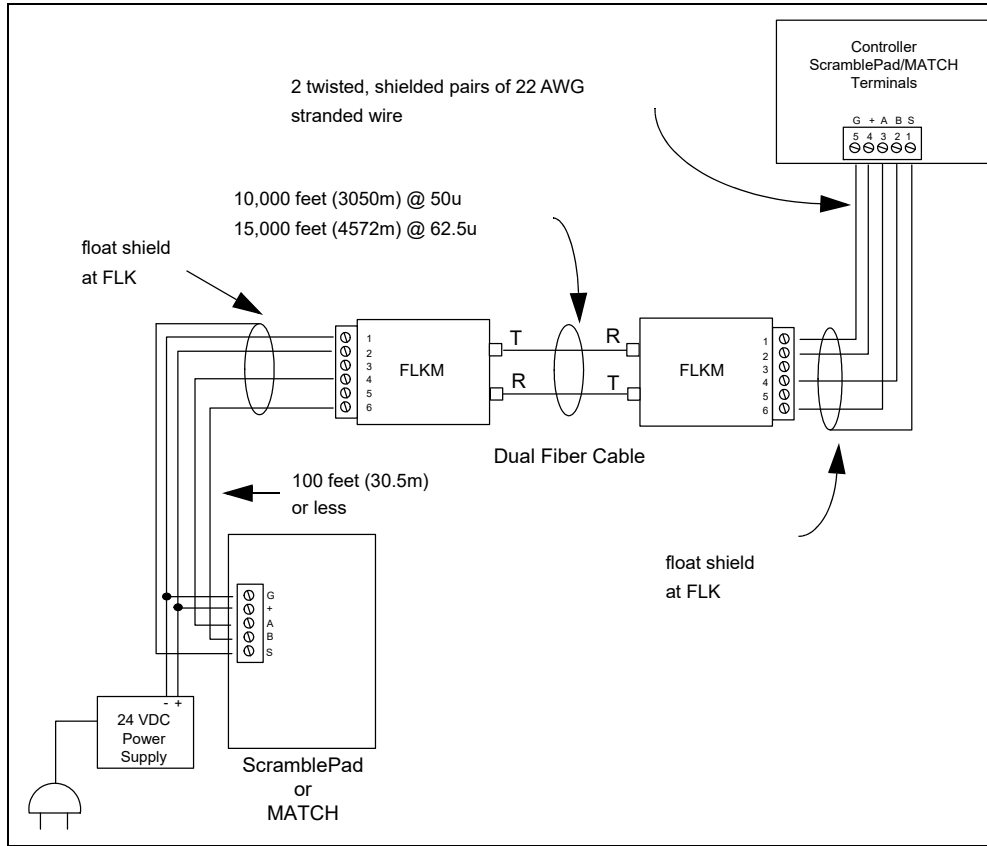 Controller
ScramblePad/MATCH
Terminals
G + A B S
5 4 3 2 1
2 twisted, shielded pairs of 22 AWG
stranded wire
10,000 feet (3050m) @ 50u
15,000 feet (4572m) @ 62.5u
float shield
at FLK
1
2
3
4
5
6
FLKM
T
R
R
T
FLKM
1
2
3
4
5
6
Dual Fiber Cable
100 feet (30.5m)
or less
float shield
at FLK
G
+
A
B
S
- +
24 VDC
Power
Supply
ScramblePad
or
MATCH